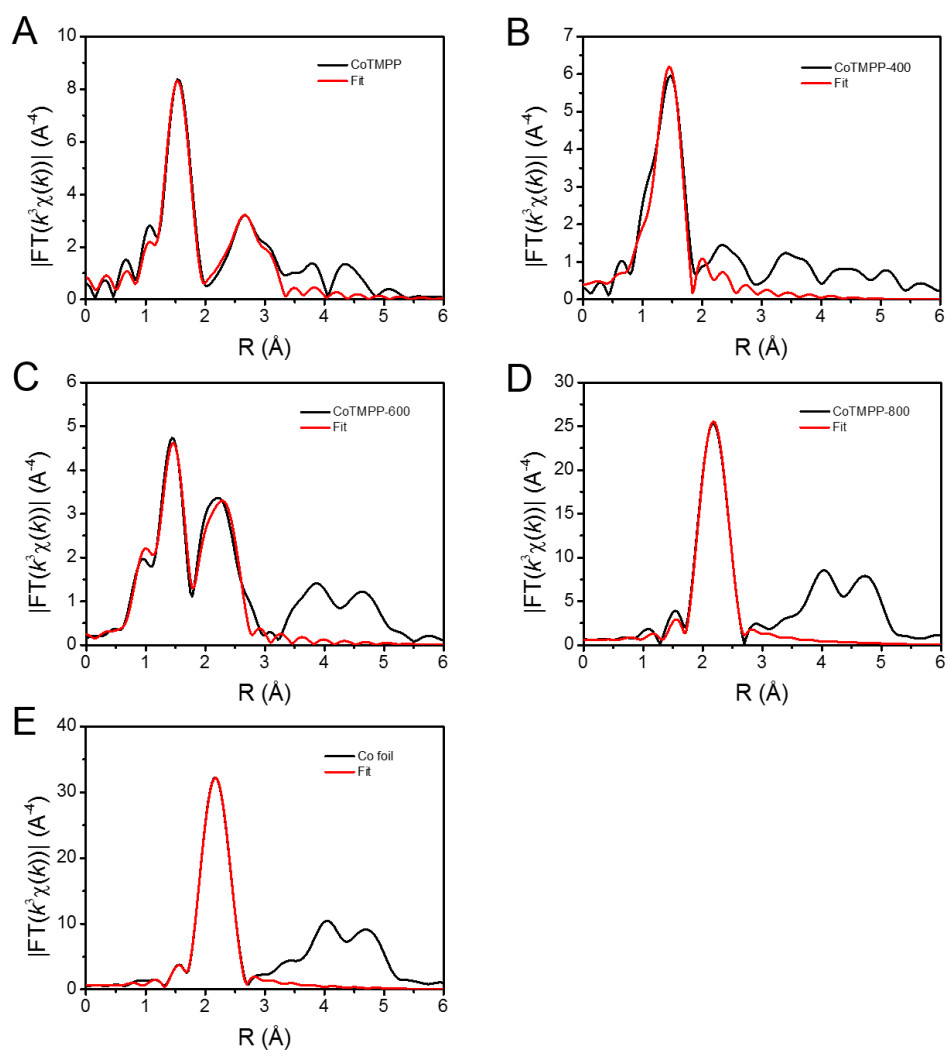 A
10
8
6
4
2
0
0 1 2 3 4 5 6
|FT(k³χ(k))| (A⁻⁴)
R (Å)
CoTMPP
Fit
B
7
6
5
4
3
2
1
0
0 1 2 3 4 5 6
|FT(k³χ(k))| (A⁻⁴)
R (Å)
CoTMPP-400
Fit
C
6
5
4
3
2
1
0
0 1 2 3 4 5 6
|FT(k³χ(k))| (A⁻⁴)
R (Å)
CoTMPP-600
Fit
D
30
25
20
15
10
5
0
0 1 2 3 4 5 6
|FT(k³χ(k))| (A⁻⁴)
R (Å)
CoTMPP-800
Fit
E
40
30
20
10
0
0 1 2 3 4 5 6
|FT(k³χ(k))| (A⁻⁴)
R (Å)
Co foil
Fit